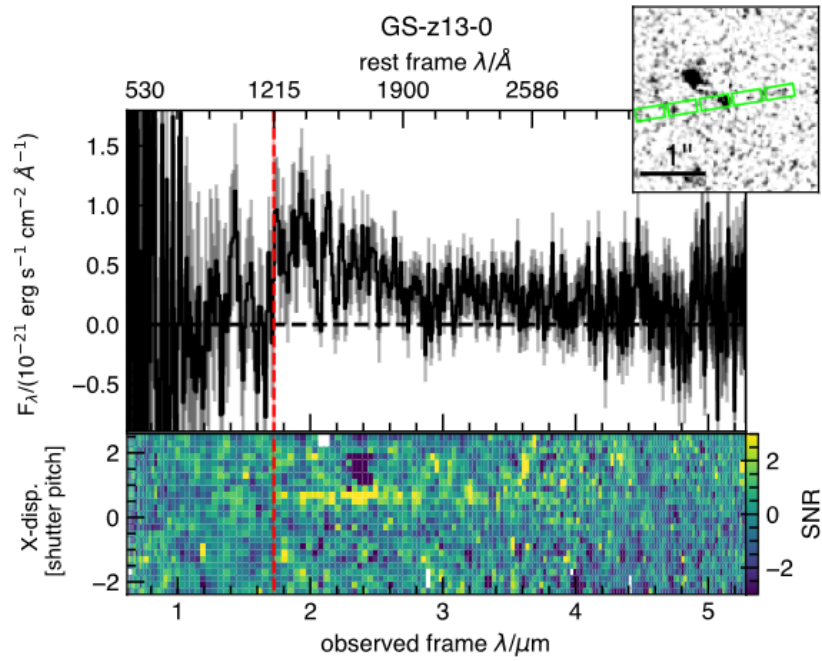 GS-z13-0
rest frame λ/Å
530 1215 1900 2586
1"
1.5
1.0
0.5
0.0
−0.5
F_λ/(10⁻²¹ erg s⁻¹ cm⁻² Å⁻¹)
2
0
−2
X-disp.
[shutter pitch]
2
0
−2
SNR
1 2 3 4 5
observed frame λ/μm